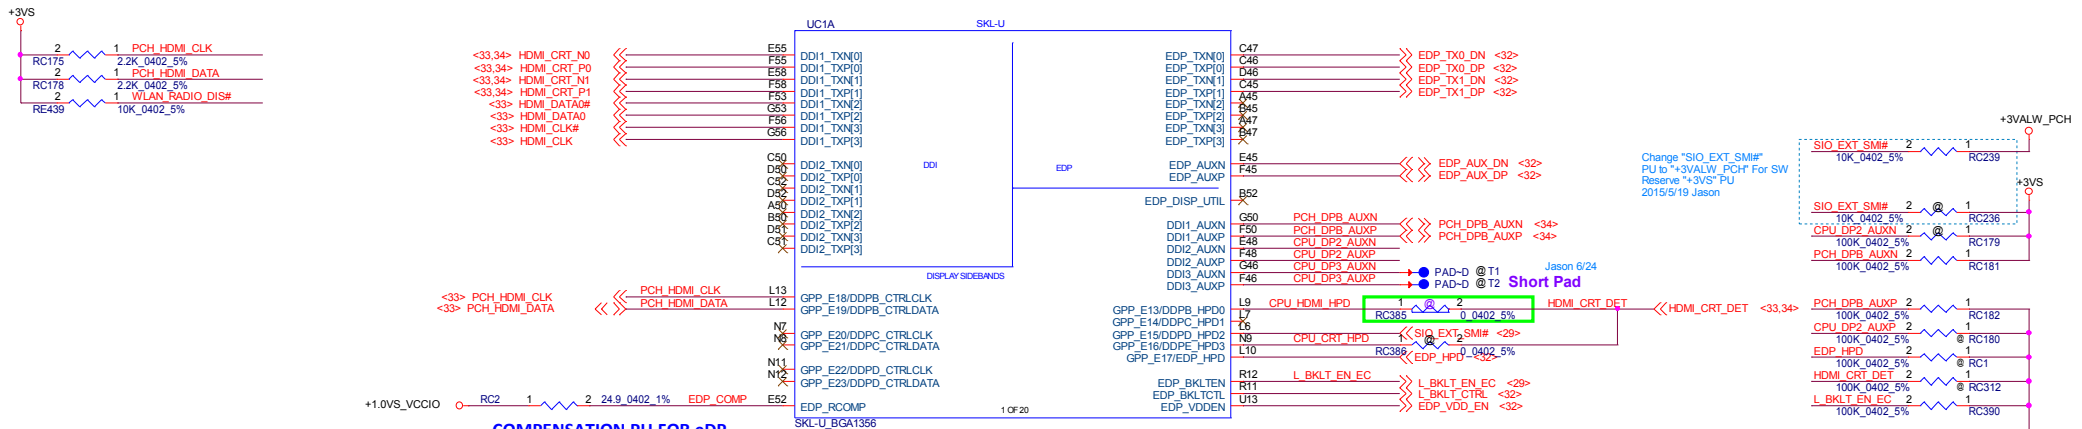 +3VS
2 1 PCH_HDMI_CLK
RC175 2.2K_0402_5%
2 1 PCH_HDMI_DATA
RC178 2.2K_0402_5%
2 1 WLAN_RADIO_DIS#
RE439 10K_0402_5%
UC1A SKL-U
<33,34> HDMI_CRT_N0 E55 DDI1_TXN[0]
<33,34> HDMI_CRT_P0 F55 DDI1_TXP[0]
<33,34> HDMI_CRT_N1 E58 DDI1_TXN[1]
<33,34> HDMI_CRT_P1 F58 DDI1_TXP[1]
<33> HDMI_DATA0# F53 DDI1_TXN[2]
<33> HDMI_DATA0 G53 DDI1_TXP[2]
<33> HDMI_CLK# F56 DDI1_TXN[3]
<33> HDMI_CLK G56 DDI1_TXP[3]
C50 DDI2_TXN[0]
D50 DDI2_TXP[0]
C52 DDI2_TXN[1]
D52 DDI2_TXP[1]
A50 DDI2_TXN[2]
B50 DDI2_TXP[2]
D51 DDI2_TXN[3]
C51 DDI2_TXP[3]
DDI
EDP
DISPLAY SIDEBANDS
<33> PCH_HDMI_CLK PCH_HDMI_CLK L13 GPP_E18/DDPB_CTRLCLK
<33> PCH_HDMI_DATA PCH_HDMI_DATA L12 GPP_E19/DDPB_CTRLDATA
N7 GPP_E20/DDPC_CTRLCLK
N8 GPP_E21/DDPC_CTRLDATA
N11 GPP_E22/DDPD_CTRLCLK
N12 GPP_E23/DDPD_CTRLDATA
+1.0VS_VCCIO RC2 1 2 24.9_0402_1% EDP_COMP E52 EDP_RCOMP
1 OF 20
SKL-U_BGA1356
COMPENSATION PU FOR eDP
EDP_TXN[0] C47 EDP_TX0_DN <32>
EDP_TXP[0] C46 EDP_TX0_DP <32>
EDP_TXN[1] D46 EDP_TX1_DN <32>
EDP_TXP[1] C45 EDP_TX1_DP <32>
EDP_TXN[2] A45
EDP_TXP[2] B45
EDP_TXN[3] A47
EDP_TXP[3] B47
EDP_AUXN E45 EDP_AUX_DN <32>
EDP_AUXP F45 EDP_AUX_DP <32>
EDP_DISP_UTIL B52
DDI1_AUXN G50 PCH_DPB_AUXN PCH_DPB_AUXN <34>
DDI1_AUXP F50 PCH_DPB_AUXP PCH_DPB_AUXP <34>
DDI2_AUXN E48 CPU_DP2_AUXN
DDI2_AUXP F48 CPU_DP2_AUXP
DDI3_AUXN G46 CPU_DP3_AUXN PAD~D @ T1
DDI3_AUXP F46 CPU_DP3_AUXP PAD~D @ T2
Jason 6/24
Short Pad
GPP_E13/DDPB_HPD0 L9 CPU_HDMI_HPD 1 @ 2 HDMI_CRT_DET HDMI_CRT_DET <33,34>
RC385 0_0402_5%
GPP_E14/DDPC_HPD1 L7
GPP_E15/DDPD_HPD2 L6 SIO_EXT_SMI# <29>
GPP_E16/DDPE_HPD3 N9 CPU_CRT_HPD 1 @ 2
RC386 0_0402_5%
GPP_E17/EDP_HPD L10 EDP_HPD <32>
EDP_BKLTEN R12 L_BKLT_EN_EC L_BKLT_EN_EC <29>
EDP_BKLTCTL R11 L_BKLT_CTRL <32>
EDP_VDDEN U13 EDP_VDD_EN <32>
Change "SIO_EXT_SMI#"
PU to "+3VALW_PCH" For SW
Reserve "+3VS" PU
2015/5/19 Jason
+3VALW_PCH
SIO_EXT_SMI# 2 1
10K_0402_5% RC239
+3VS
SIO_EXT_SMI# 2 @ 1
10K_0402_5% RC236
CPU_DP2_AUXN 2 @ 1
100K_0402_5% RC179
PCH_DPB_AUXN 2 1
100K_0402_5% RC181
PCH_DPB_AUXP 2 1
100K_0402_5% RC182
CPU_DP2_AUXP 2 1
100K_0402_5% @ RC180
EDP_HPD 2 1
100K_0402_5% @ RC1
HDMI_CRT_DET 2 1
100K_0402_5% @ RC312
L_BKLT_EN_EC 2 1
100K_0402_5% RC390